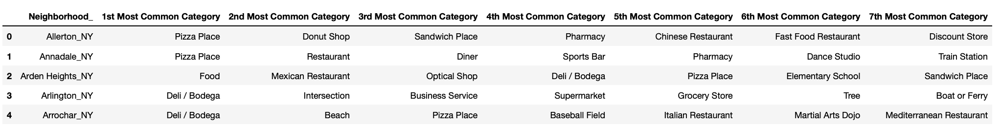 Neighborhood_ 1st Most Common Category 2nd Most Common Category 3rd Most Common Category 4th Most Common Category 5th Most Common Category 6th Most Common Category 7th Most Common Category
0 Allerton_NY Pizza Place Donut Shop Sandwich Place Pharmacy Chinese Restaurant Fast Food Restaurant Discount Store
1 Annadale_NY Pizza Place Restaurant Diner Sports Bar Pharmacy Dance Studio Train Station
2 Arden Heights_NY Food Mexican Restaurant Optical Shop Deli / Bodega Pizza Place Elementary School Sandwich Place
3 Arlington_NY Deli / Bodega Intersection Business Service Supermarket Grocery Store Tree Boat or Ferry
4 Arrochar_NY Deli / Bodega Beach Pizza Place Baseball Field Italian Restaurant Martial Arts Dojo Mediterranean Restaurant